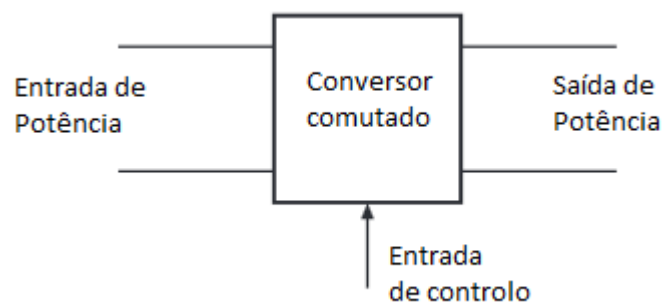 Entrada de
Potência
Conversor
comutado
Saída de
Potência
Entrada
de controlo